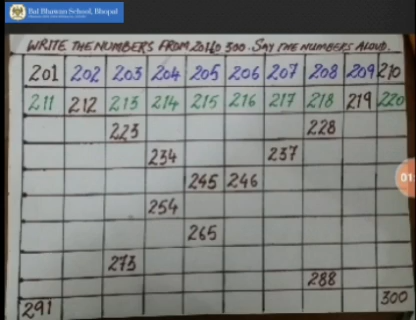 Bal Bhawan School, Bhopal
WRITE THE NUMBERS FROM 201 to 300. SAY THE NUMBERS ALOUD.
201 202 203 204 205 206 207 208 209 210
211 212 213 214 215 216 217 218 219 220
223 228
234 237
245 246
254
265
273
288
291 300
01